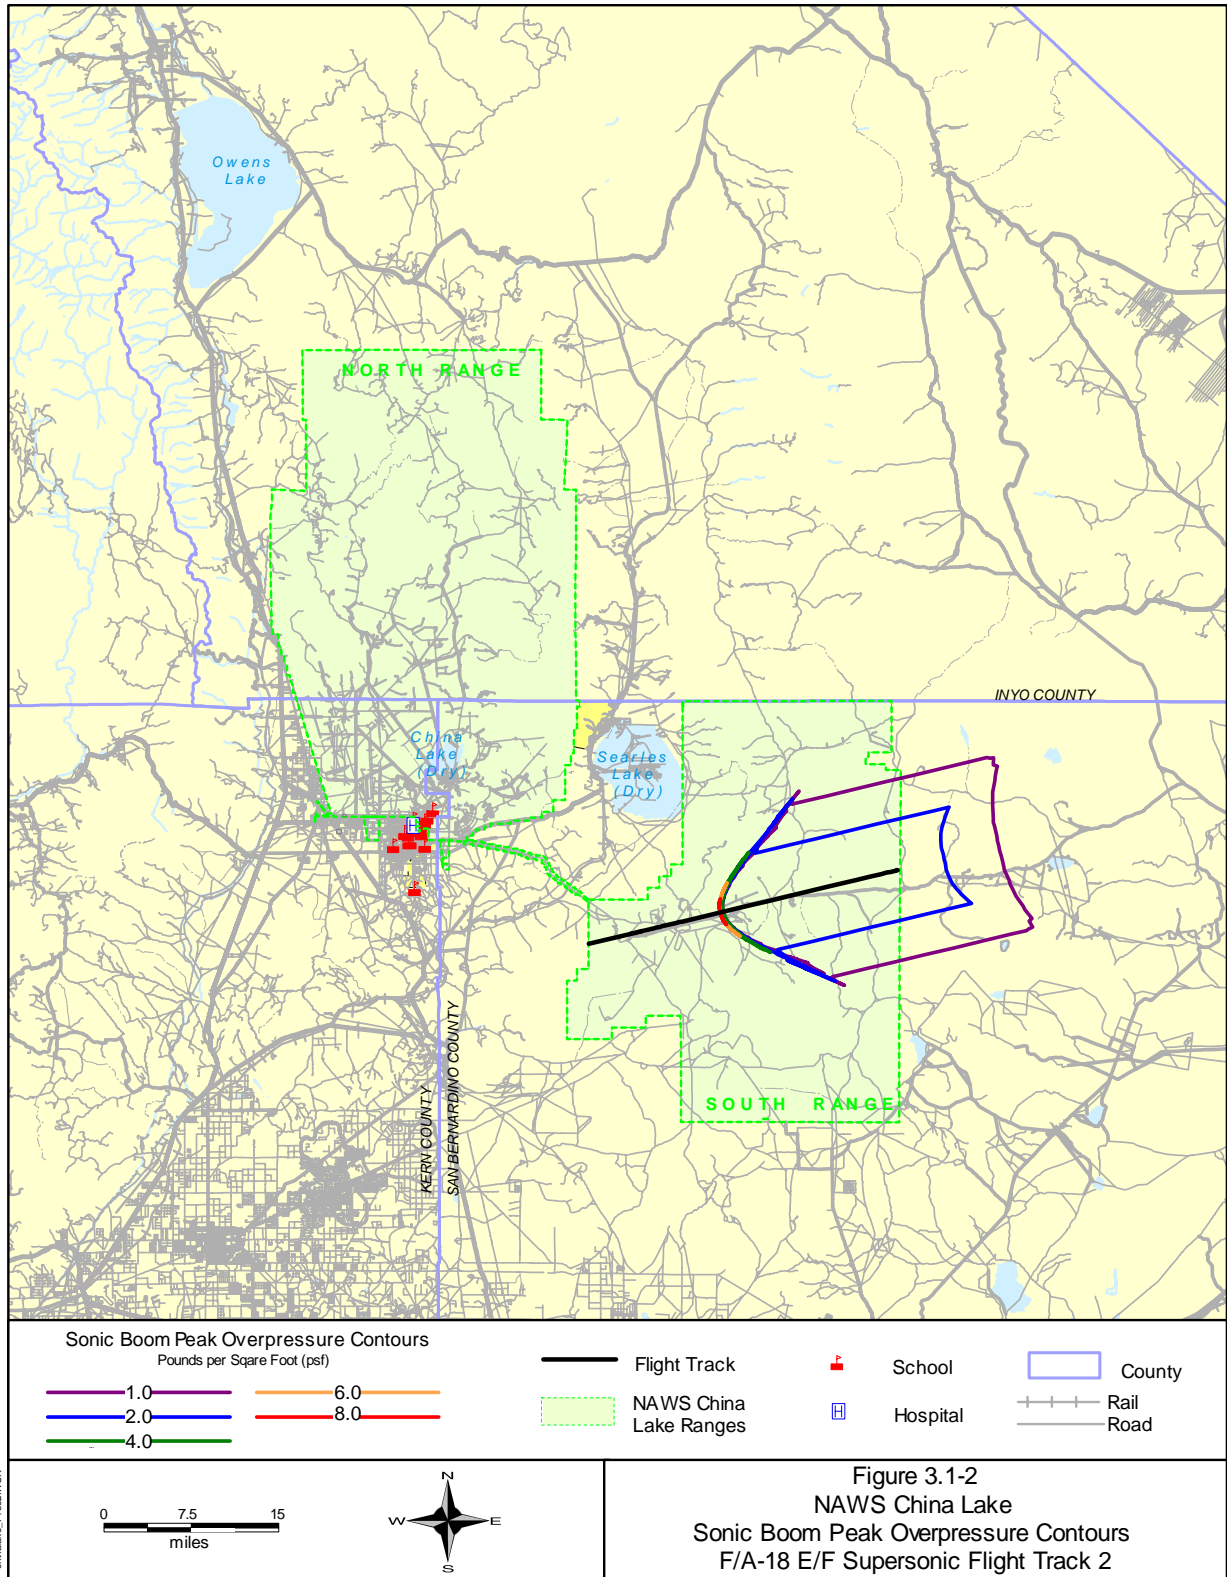 Owens
Lake
NORTH RANGE
INYO COUNTY
China
Lake
(Dry)
Searles
Lake
(Dry)
H
KERN COUNTY
SAN BERNARDINO COUNTY
SOUTH RANGE
Sonic Boom Peak Overpressure Contours
Pounds per Sqare Foot (psf)
1.0
2.0
4.0
6.0
8.0
Flight Track
NAWS China
Lake Ranges
School
H
Hospital
County
Rail
Road
0 7.5 15
miles
N
W E
S
Figure 3.1-2
NAWS China Lake
Sonic Boom Peak Overpressure Contours
F/A-18 E/F Supersonic Flight Track 2